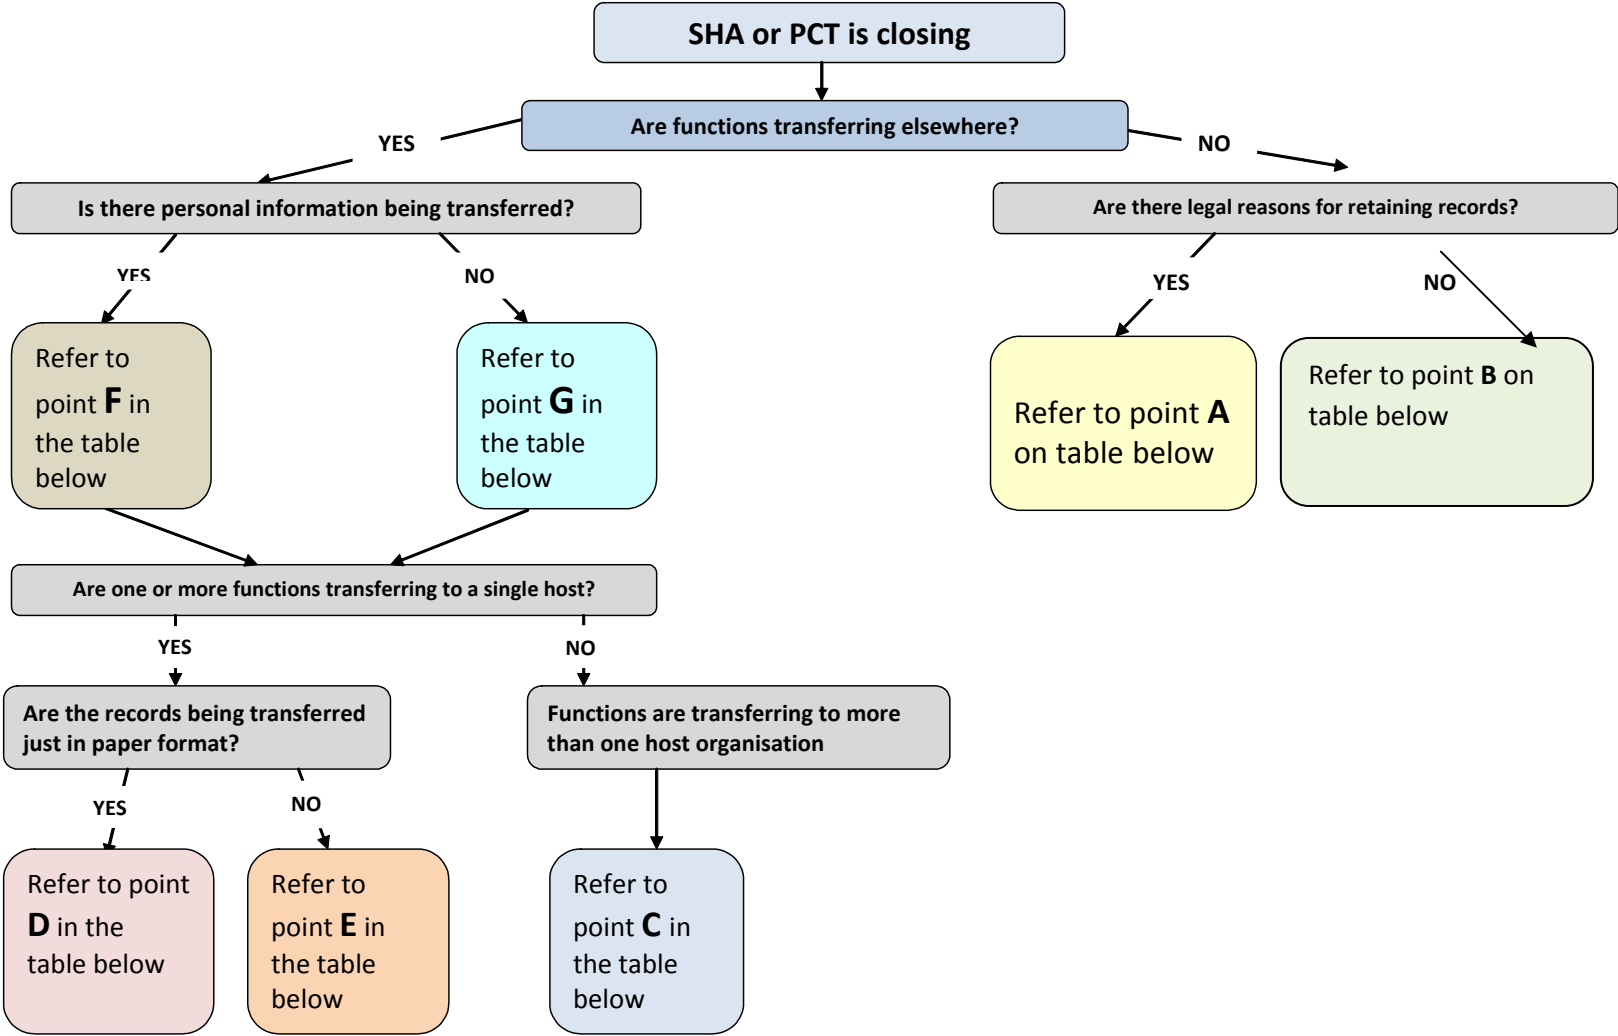 SHA or PCT is closing
Are functions transferring elsewhere?
YES
NO
Is there personal information being transferred?
Are there legal reasons for retaining records?
YES
NO
YES
NO
Refer to
point F in
the table
below
Refer to
point G in
the table
below
Refer to point A
on table below
Refer to point B on
table below
Are one or more functions transferring to a single host?
YES
NO
Are the records being transferred
just in paper format?
Functions are transferring to more
than one host organisation
YES
NO
Refer to point
D in the
table below
Refer to
point E in
the table
below
Refer to
point C in
the table
below